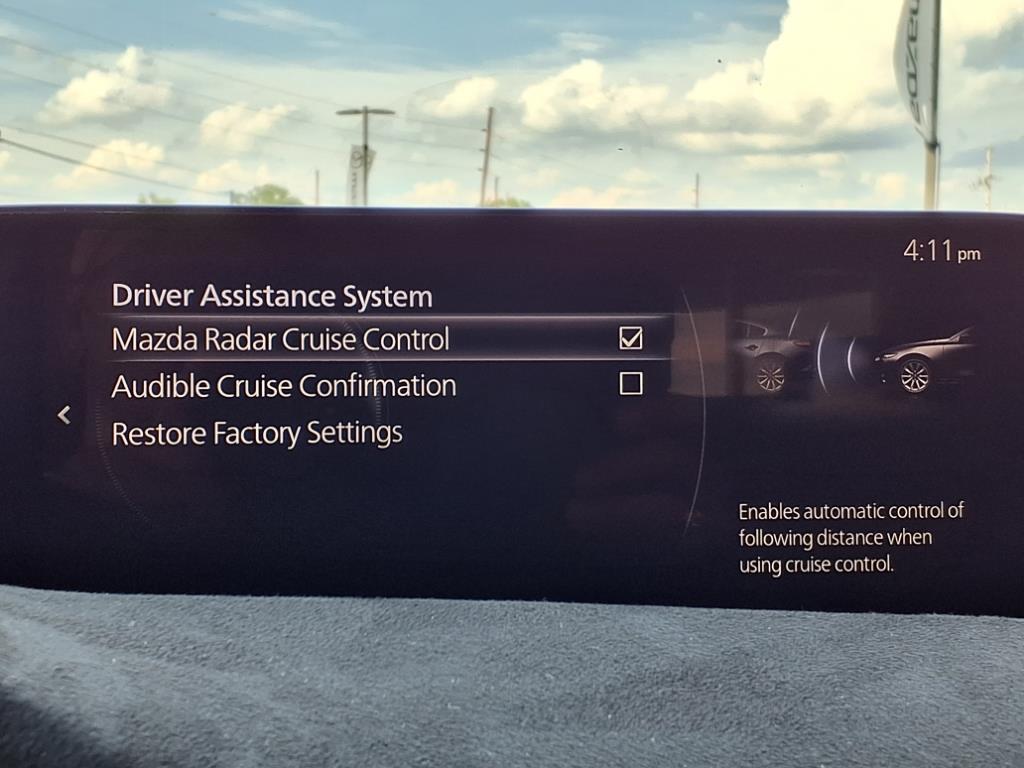 mazda
4:11 pm
Driver Assistance System
Mazda Radar Cruise Control
Audible Cruise Confirmation
Restore Factory Settings
Enables automatic control of
following distance when
using cruise control.